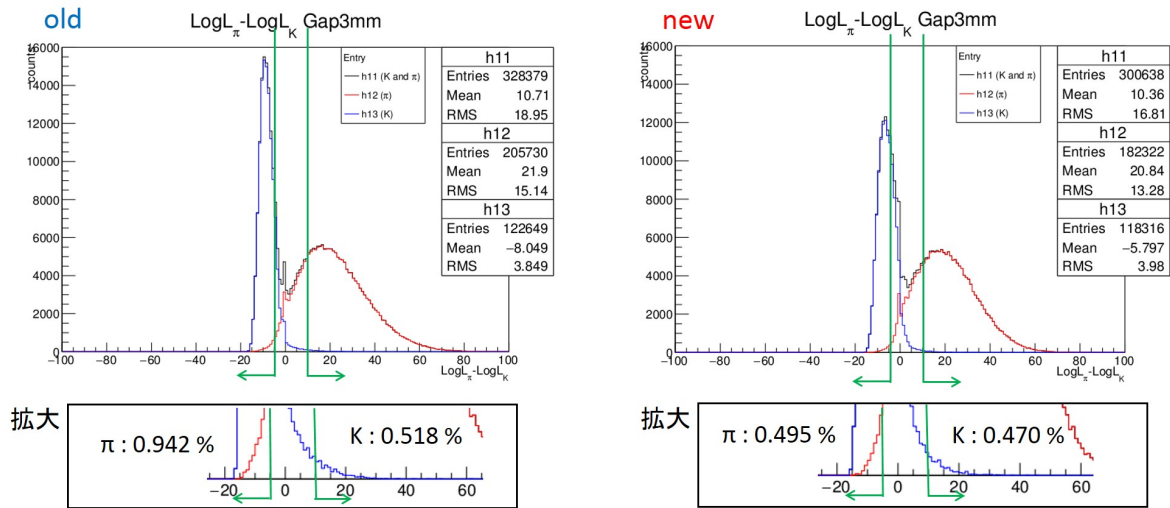 old
LogLπ-LogLK Gap3mm
counts
16000
14000
12000
10000
8000
6000
4000
2000
0
−100 −80 −60 −40 −20 0 20 40 60 80 100
LogLπ-LogLK
Entry
h11 (K and π)
h12 (π)
h13 (K)
h11
Entries 328379
Mean 10.71
RMS 18.95
h12
Entries 205730
Mean 21.9
RMS 15.14
h13
Entries 122649
Mean −8.049
RMS 3.849
拡大
π : 0.942 %
K : 0.518 %
−20 0 20 40 60
new
LogLπ-LogLK Gap3mm
counts
16000
14000
12000
10000
8000
6000
4000
2000
0
−100 −80 −60 −40 −20 0 20 40 60 80 100
LogLπ-LogLK
Entry
h11 (K and π)
h12 (π)
h13 (K)
h11
Entries 300638
Mean 10.36
RMS 16.81
h12
Entries 182322
Mean 20.84
RMS 13.28
h13
Entries 118316
Mean −5.797
RMS 3.98
拡大
π : 0.495 %
K : 0.470 %
−20 0 20 40 60